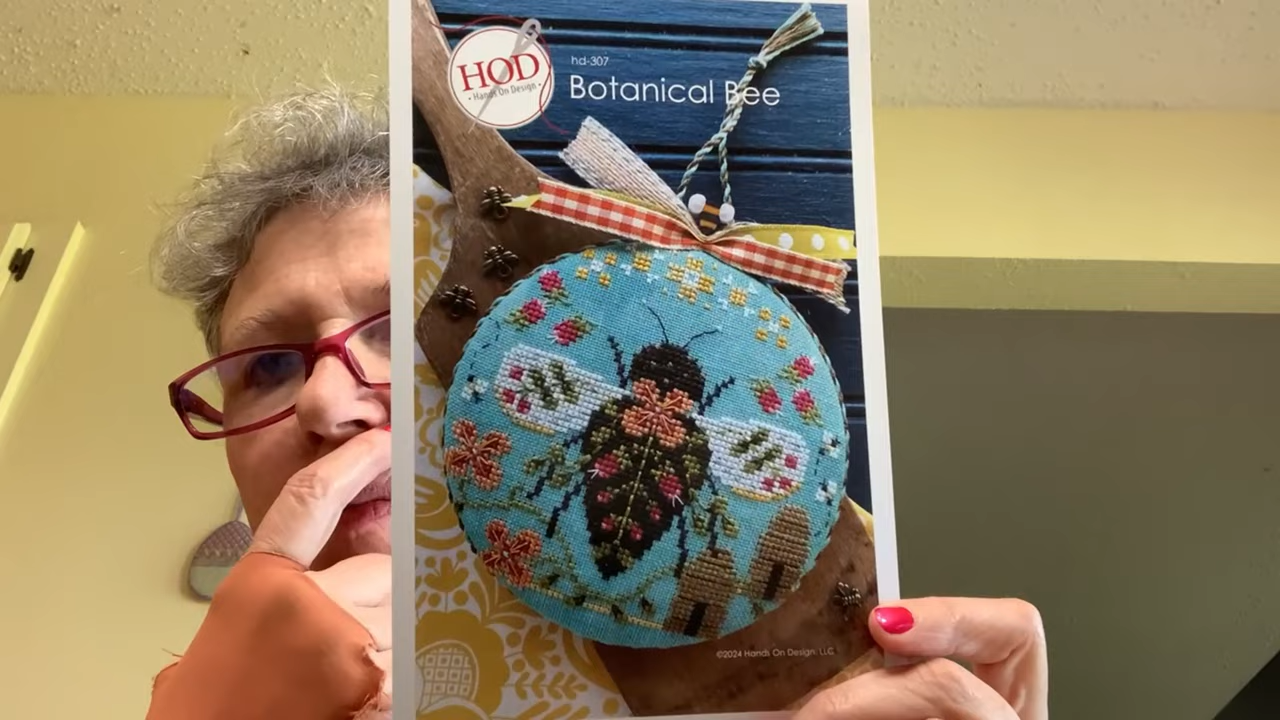 HOD
• Hands On Design •
hd-307
Botanical Bee
©2024 Hands On Design, LLC